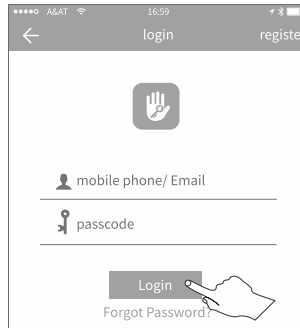 A&AT 16:59
login registe
mobile phone/ Email
passcode
Login
Forgot Password?